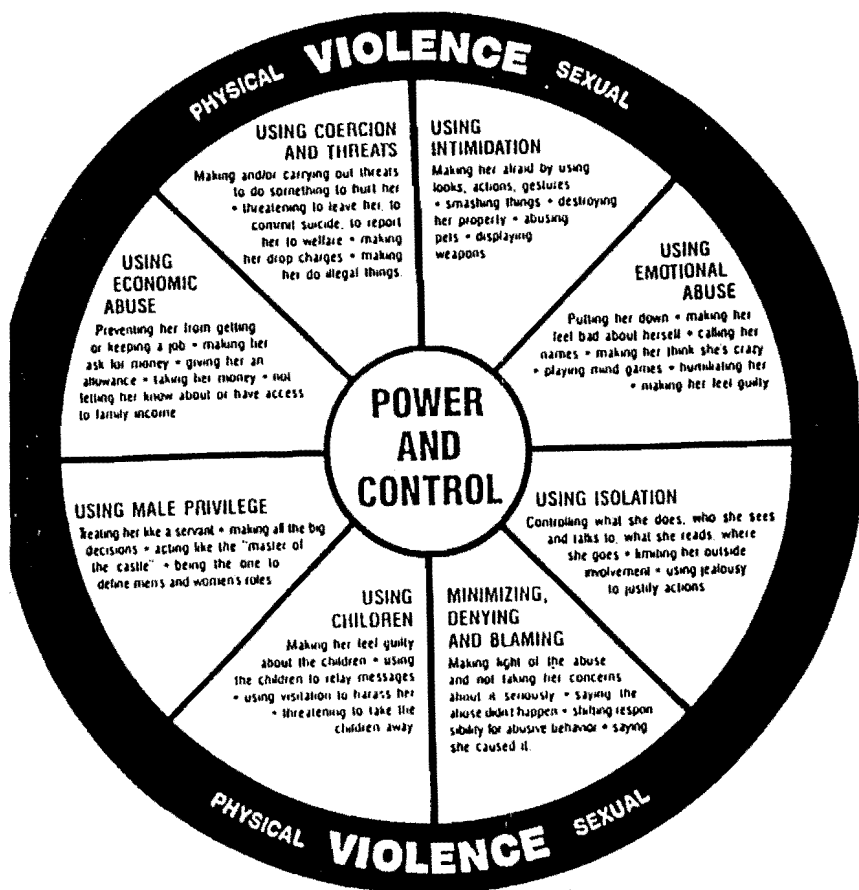 PHYSICAL VIOLENCE SEXUAL
USING COERCION
AND THREATS
Making and/or carrying out threats
to do something to hurt her
• threatening to leave her, to
commit suicide, to report
her to welfare • making
her drop charges • making
her do illegal things.
USING
INTIMIDATION
Making her afraid by using
looks, actions, gestures
• smashing things • destroying
her property • abusing
pets • displaying
weapons
USING
EMOTIONAL
ABUSE
Putting her down • making her
feel bad about herself • calling her
names • making her think she's crazy
• playing mind games • humiliating her
• making her feel guilty
USING ISOLATION
Controlling what she does, who she sees
and talks to, what she reads, where
she goes • limiting her outside
involvement • using jealousy
to justify actions
MINIMIZING,
DENYING
AND BLAMING
Making light of the abuse
and not taking her concerns
about it seriously • saying the
abuse didn't happen • shifting respon
sibility for abusive behavior • saying
she caused it.
USING
CHILDREN
Making her feel guilty
about the children • using
the children to relay messages
• using visitation to harass her
• threatening to take the
children away
USING MALE PRIVILEGE
Treating her like a servant • making all the big
decisions • acting like the "master of
the castle" • being the one to
define men's and women's roles
USING
ECONOMIC
ABUSE
Preventing her from getting
or keeping a job • making her
ask for money • giving her an
allowance • taking her money • not
letting her know about or have access
to family income
POWER
AND
CONTROL
PHYSICAL VIOLENCE SEXUAL